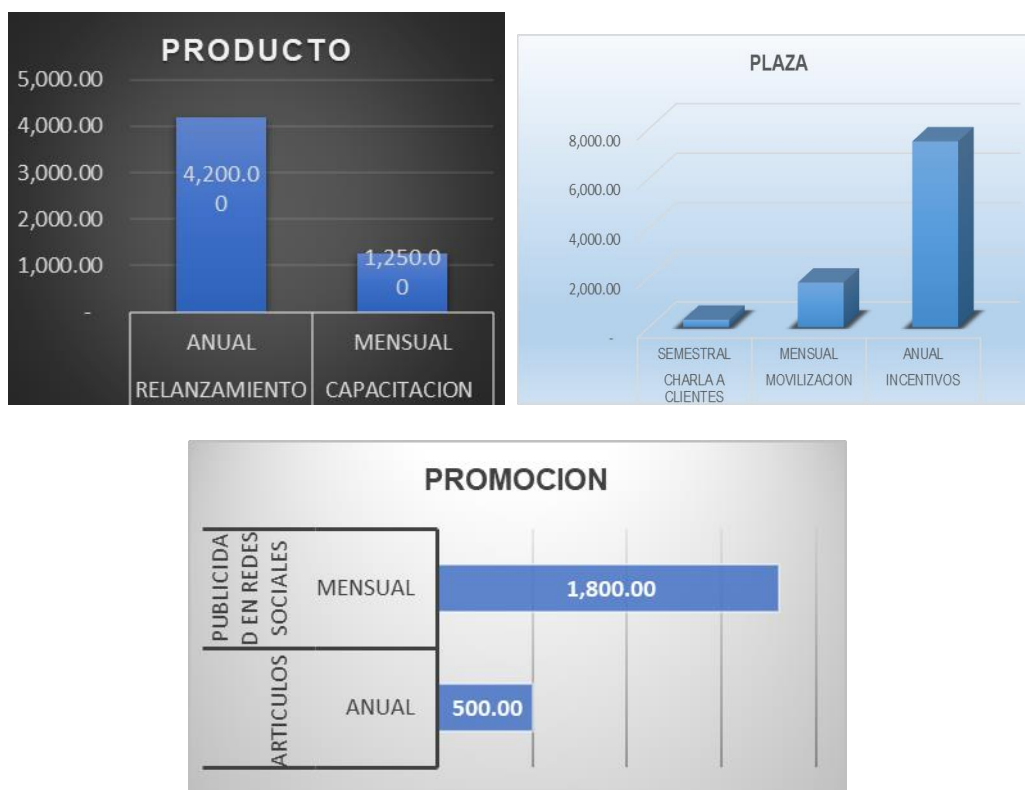 PRODUCTO
5,000.00
4,000.00
3,000.00
2,000.00
1,000.00
-
4,200.0
0
1,250.0
0
ANUAL MENSUAL
RELANZAMIENTO CAPACITACION
PLAZA
8,000.00
6,000.00
4,000.00
2,000.00
-
SEMESTRAL MENSUAL ANUAL
CHARLA A MOVILIZACION INCENTIVOS
CLIENTES
PROMOCION
PUBLICIDA
D EN REDES
SOCIALES
MENSUAL
1,800.00
ARTICULOS
ANUAL
500.00